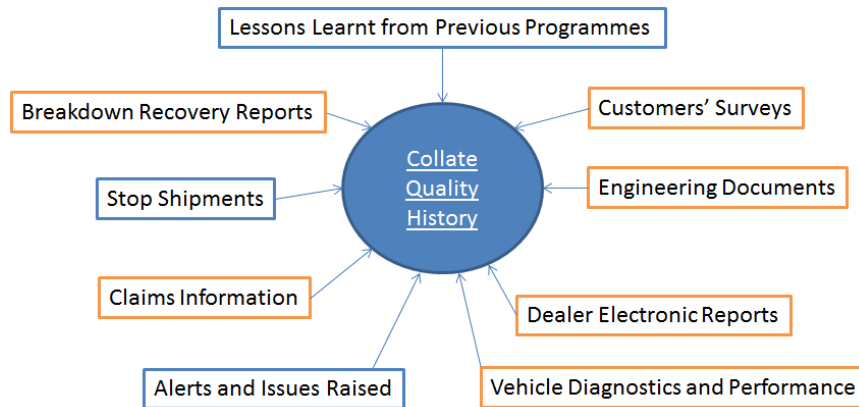 Lessons Learnt from Previous Programmes
Breakdown Recovery Reports
Customers' Surveys
Collate
Quality
History
Stop Shipments
Engineering Documents
Claims Information
Dealer Electronic Reports
Alerts and Issues Raised
Vehicle Diagnostics and Performance